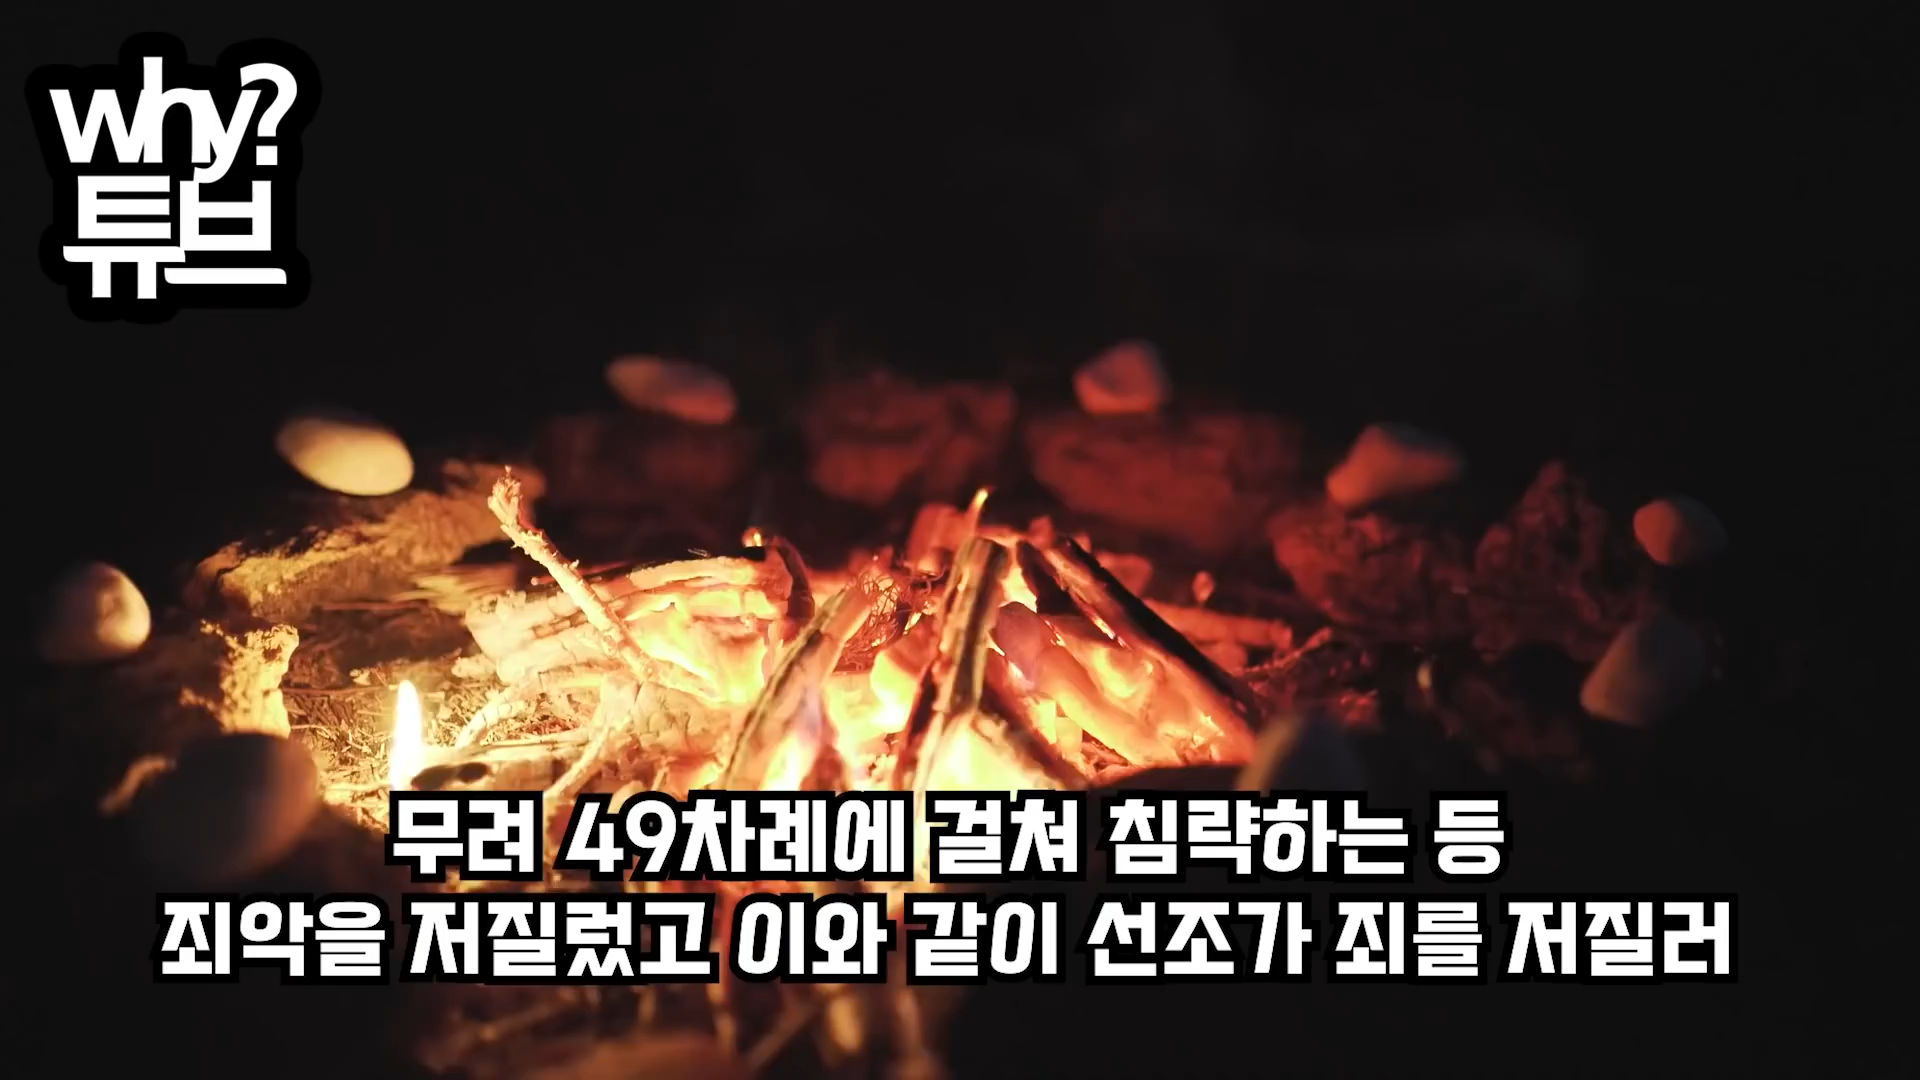 why?
튜브
무려 49차례에 걸쳐 침략하는 등
죄악을 저질렀고 이와 같이 선조가 죄를 저질러